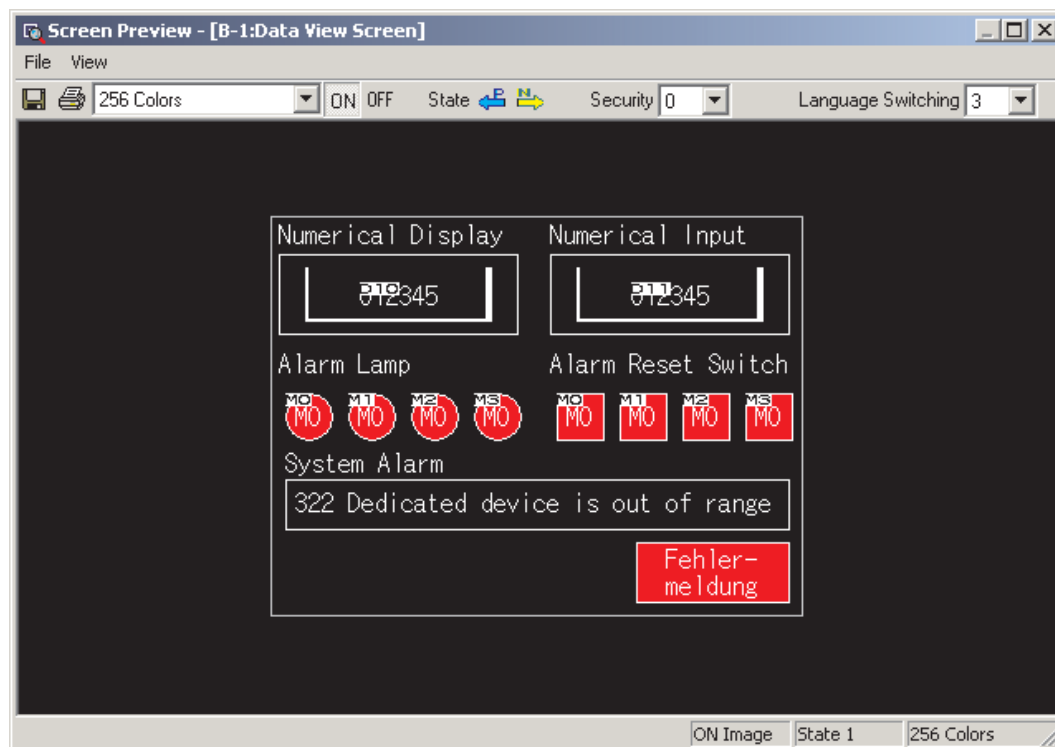 Screen Preview - [B-1:Data View Screen]
File View
256 Colors ON OFF State P N Security 0 Language Switching 3
Numerical Display Numerical Input
D10 D11
012345 012345
Alarm Lamp Alarm Reset Switch
M0 M1 M2 M3 M0 M1 M2 M3
M0 M0 M0 M0 M0 M0 M0 M0
System Alarm
322 Dedicated device is out of range
Fehler-
meldung
ON Image State 1 256 Colors